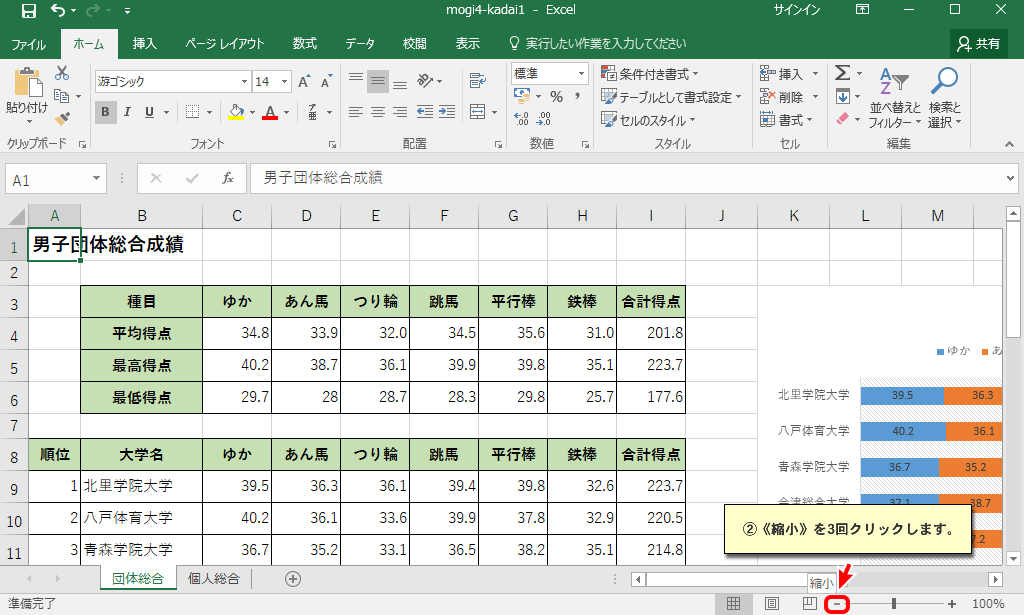 mogi4-kadai1 - Excel
サインイン
ファイル ホーム 挿入 ページ レイアウト 数式 データ 校閲 表示 実行したい作業を入力してください 共有
貼り付け
クリップボード
游ゴシック 14 A A
B I U A 亜
フォント
配置
標準
% ,
数値
条件付き書式
テーブルとして書式設定
セルのスタイル
スタイル
挿入
削除
書式
セル
Σ
並べ替えと
フィルター
検索と
選択
編集
A1 fx 男子団体総合成績
A B C D E F G H I J K L M
1 男子団体総合成績
2
3 種目 ゆか あん馬 つり輪 跳馬 平行棒 鉄棒 合計得点
4 平均得点 34.8 33.9 32.0 34.5 35.6 31.0 201.8
5 最高得点 40.2 38.7 36.1 39.9 39.8 35.1 223.7
6 最低得点 29.7 28 28.7 28.3 29.8 25.7 177.6
7
8 順位 大学名 ゆか あん馬 つり輪 跳馬 平行棒 鉄棒 合計得点
9 1 北里学院大学 39.5 36.3 36.1 39.4 39.8 32.6 223.7
10 2 八戸体育大学 40.2 36.1 33.6 39.9 37.8 32.9 220.5
11 3 青森学院大学 36.7 35.2 33.1 36.5 38.2 35.1 214.8
ゆか あ
北里学院大学 39.5 36.3
八戸体育大学 40.2 36.1
青森学院大学 36.7 35.2
会津総合大学 37.1 38.7
7.2
②《縮小》を3回クリックします。
団体総合 個人総合
縮小
準備完了 100%